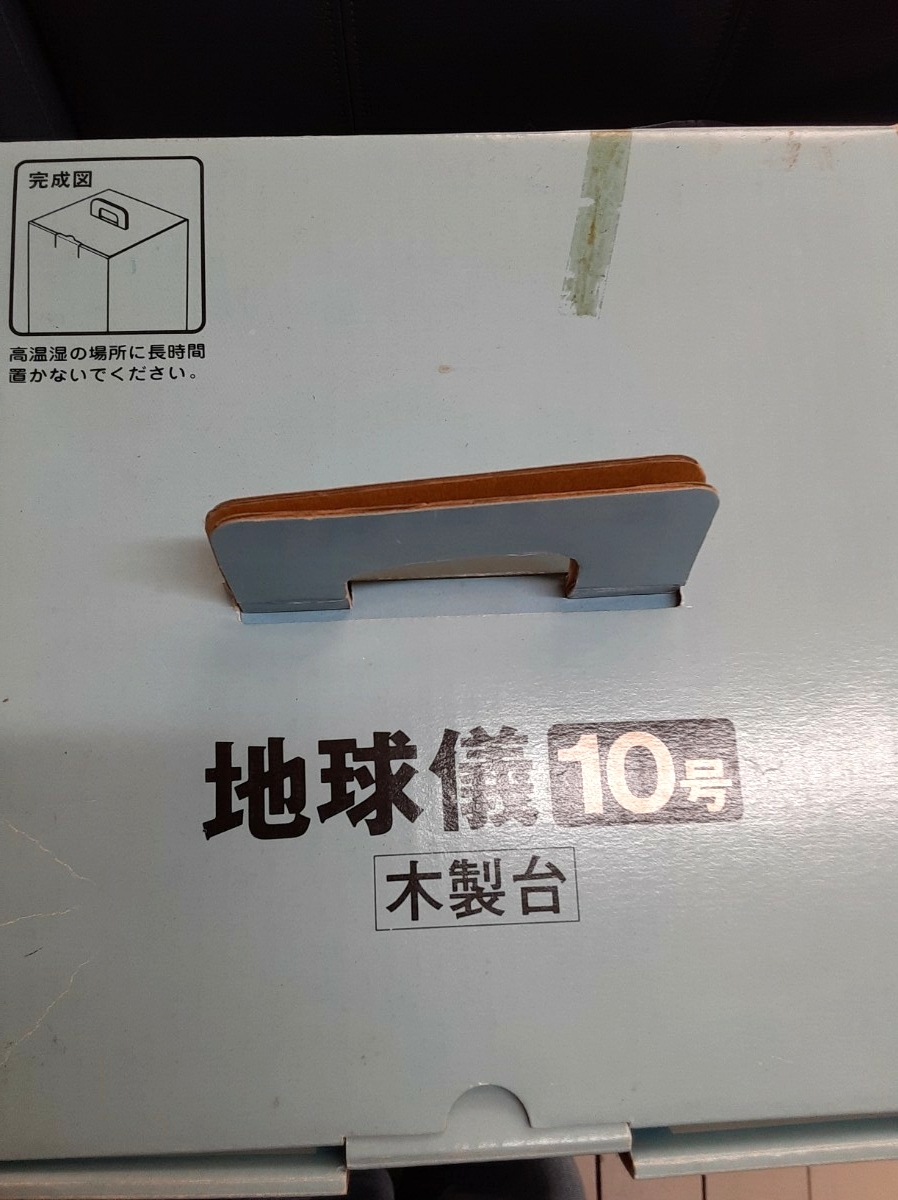 完成図
高温湿の場所に長時間
置かないでください。
地球儀 10号
木製台